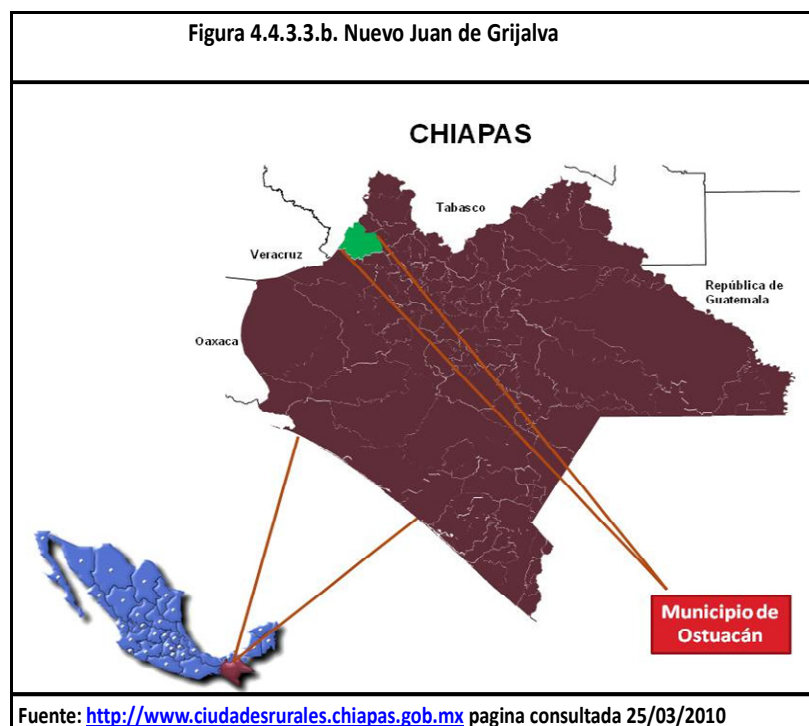 Figura 4.4.3.3.b. Nuevo Juan de Grijalva
CHIAPAS
Tabasco
Veracruz
República de
Guatemala
Oaxaca
Municipio de
Ostuacán
Fuente: http://www.ciudadesrurales.chiapas.gob.mx pagina consultada 25/03/2010